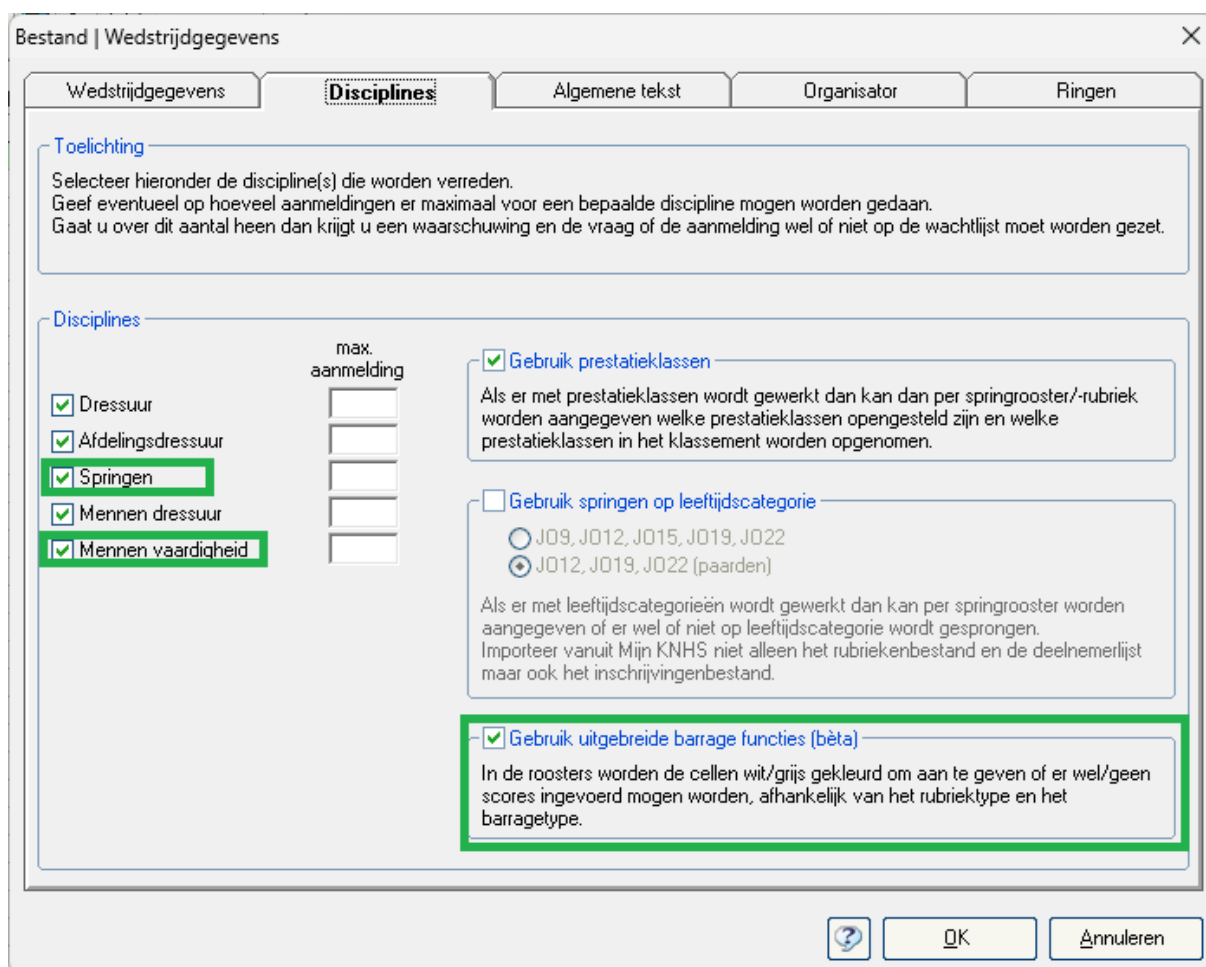 Bestand | Wedstrijdgegevens
Wedstrijdgegevens
Disciplines
Algemene tekst
Organisator
Ringen
Toelichting
Selecteer hieronder de discipline(s) die worden verreden.
Geef eventueel op hoeveel aanmeldingen er maximaal voor een bepaalde discipline mogen worden gedaan.
Gaat u over dit aantal heen dan krijgt u een waarschuwing en de vraag of de aanmelding wel of niet op de wachtlijst moet worden gezet.
Disciplines
max.
aanmelding
Dressuur
Afdelingsdressuur
Springen
Mennen dressuur
Mennen vaardigheid
Gebruik prestatieklassen
Als er met prestatieklassen wordt gewerkt dan kan dan per springrooster/-rubriek
worden aangegeven welke prestatieklassen opengesteld zijn en welke
prestatieklassen in het klassement worden opgenomen.
Gebruik springen op leeftijdscategorie
J09, J012, J015, J019, J022
J012, J019, J022 (paarden)
Als er met leeftijdscategorieën wordt gewerkt dan kan per springrooster worden
aangegeven of er wel of niet op leeftijdscategorie wordt gesprongen.
Importeer vanuit Mijn KNHS niet alleen het rubriekenbestand en de deelnemerlijst
maar ook het inschrijvingenbestand.
Gebruik uitgebreide barrage functies (bèta)
In de roosters worden de cellen wit/grijs gekleurd om aan te geven of er wel/geen
scores ingevoerd mogen worden, afhankelijk van het rubriektype en het
barragetype.
OK
Annuleren